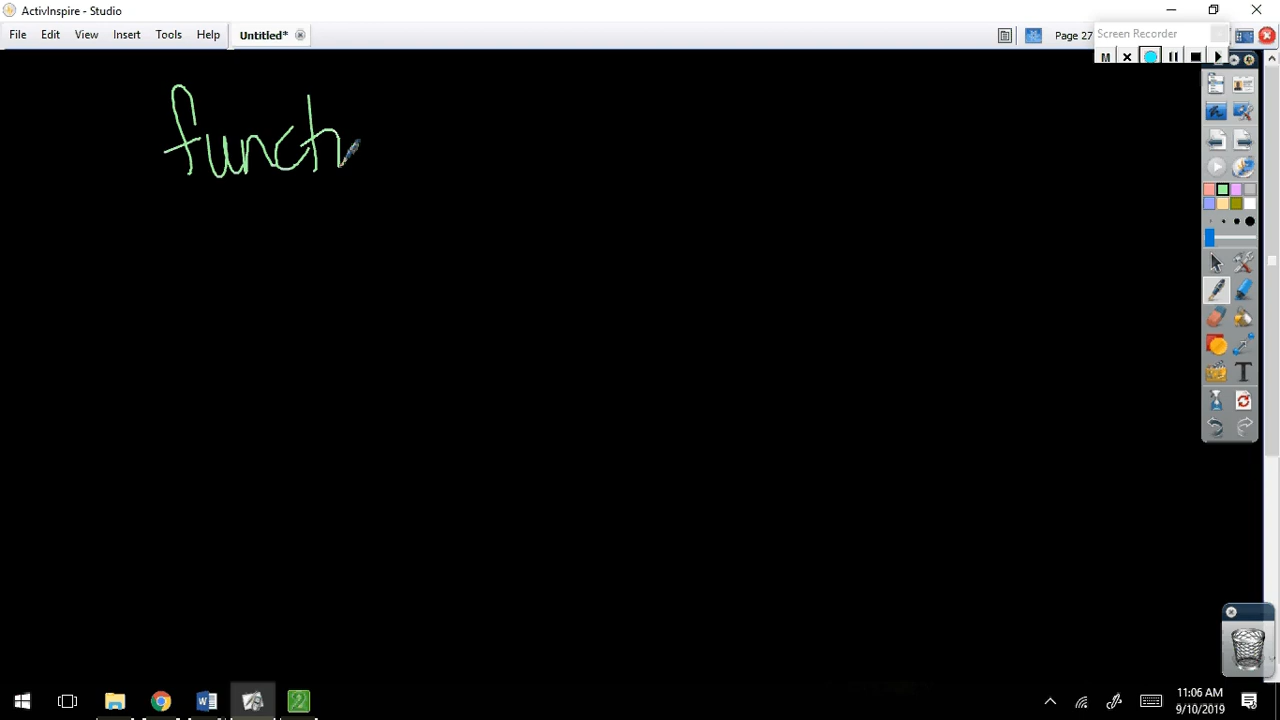 ActivInspire - Studio
File Edit View Insert Tools Help Untitled* Page 27
Screen Recorder
M
functi
T
11:06 AM
9/10/2019